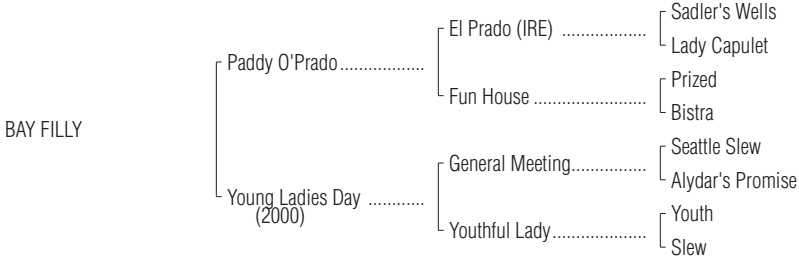 Sadler's Wells
El Prado (IRE) ..................
Lady Capulet
Paddy O'Prado..................
Prized
Fun House ........................
Bistra
BAY FILLY
Seattle Slew
General Meeting................
Alydar's Promise
Young Ladies Day ............
(2000)
Youth
Youthful Lady....................
Slew